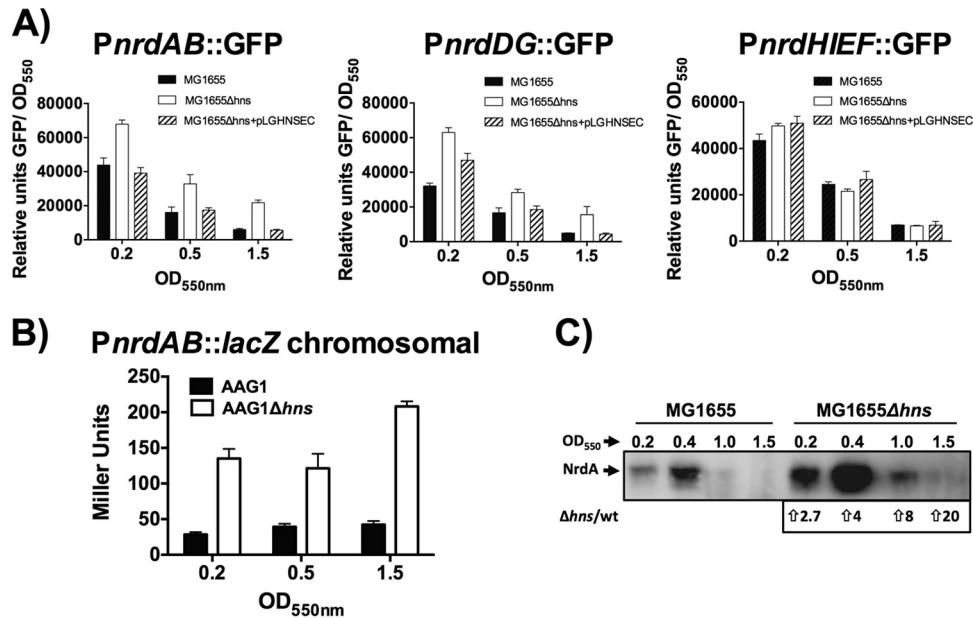 A)
PnrdAB::GFP
Relative units GFP/ OD550
80000
60000
40000
20000
0
MG1655
MG1655Δhns
MG1655Δhns+pLGHNSEC
0.2 0.5 1.5
OD550nm
PnrdDG::GFP
Relative units GFP/ OD550
80000
60000
40000
20000
0
MG1655
MG1655Δhns
MG1655Δhns+pLGHNSEC
0.2 0.5 1.5
OD550nm
PnrdHIEF::GFP
Relative units GFP/ OD550
60000
40000
20000
0
MG1655
MG1655Δhns
MG1655Δhns+pLGHNSEC
0.2 0.5 1.5
OD550nm
B)
PnrdAB::lacZ chromosomal
Miller Units
250
200
150
100
50
0
AAG1
AAG1Δhns
0.2 0.5 1.5
OD550nm
C)
MG1655 MG1655Δhns
OD550 0.2 0.4 1.0 1.5 0.2 0.4 1.0 1.5
NrdA
Δhns/wt ⇧2.7 ⇧4 ⇧8 ⇧20